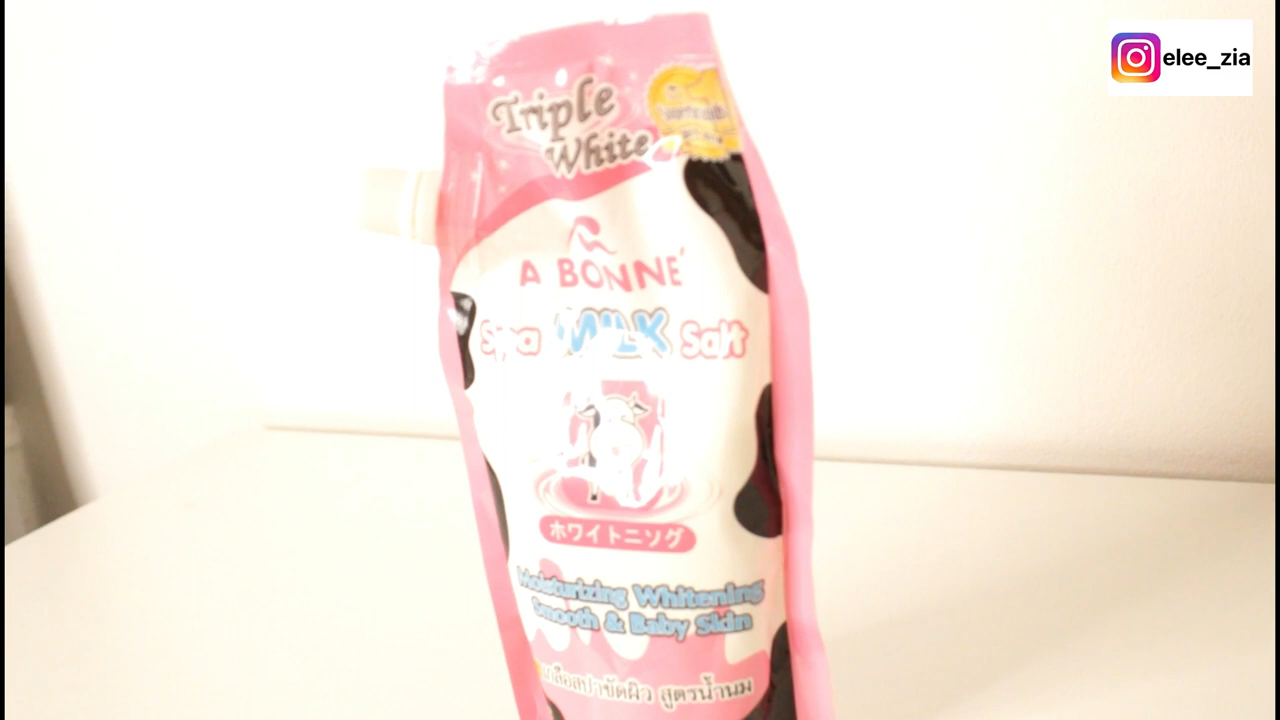 elee_zia
Triple
White
A BONNÉ
Spa MILK Salt
ホワイトニソグ
Moisturizing Whitening
Smooth & Baby Skin
เกลือสปาขัดผิว สูตรน้ำนม